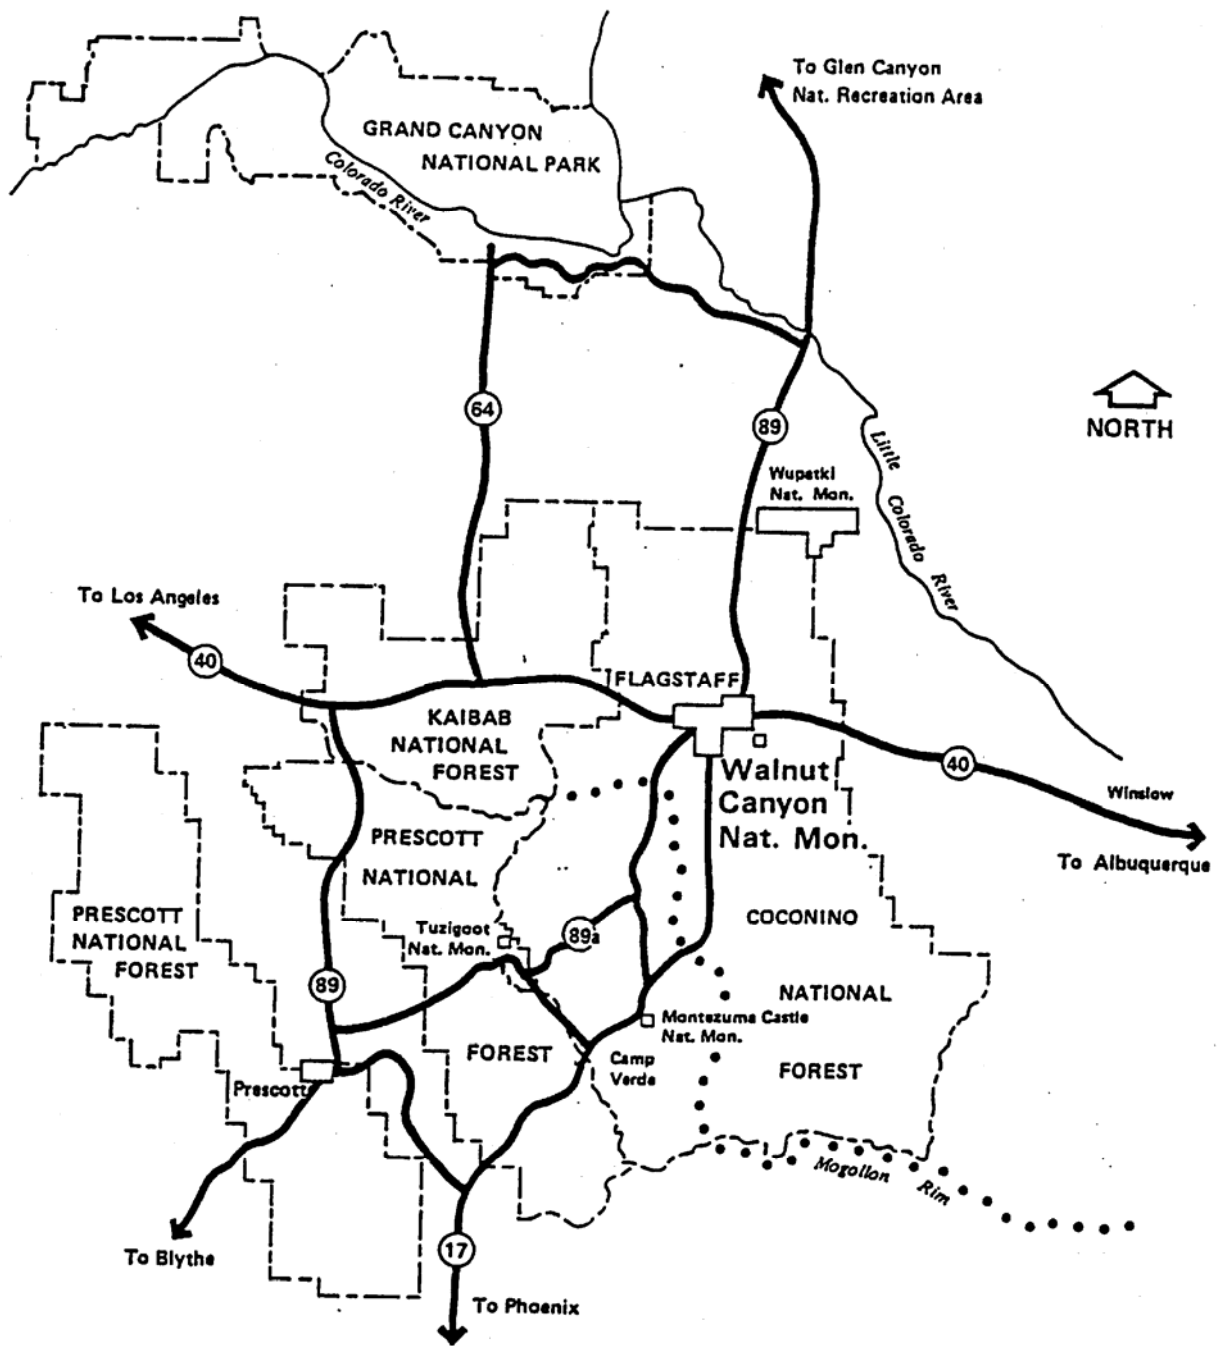 To Glen Canyon
Nat. Recreation Area
GRAND CANYON
NATIONAL PARK
Colorado River
64
89
NORTH
Little Colorado River
Wupatki
Nat. Mon.
To Los Angeles
40
FLAGSTAFF
KAIBAB
NATIONAL
FOREST
40
Walnut
Canyon
Nat. Mon.
Winslow
To Albuquerque
PRESCOTT
NATIONAL
FOREST
PRESCOTT
NATIONAL
FOREST
Tuzigoot
Nat. Mon.
89a
COCONINO
NATIONAL
FOREST
89
Montezuma Castle
Nat. Mon.
Camp
Verde
Prescott
Mogollon Rim
To Blythe
17
To Phoenix